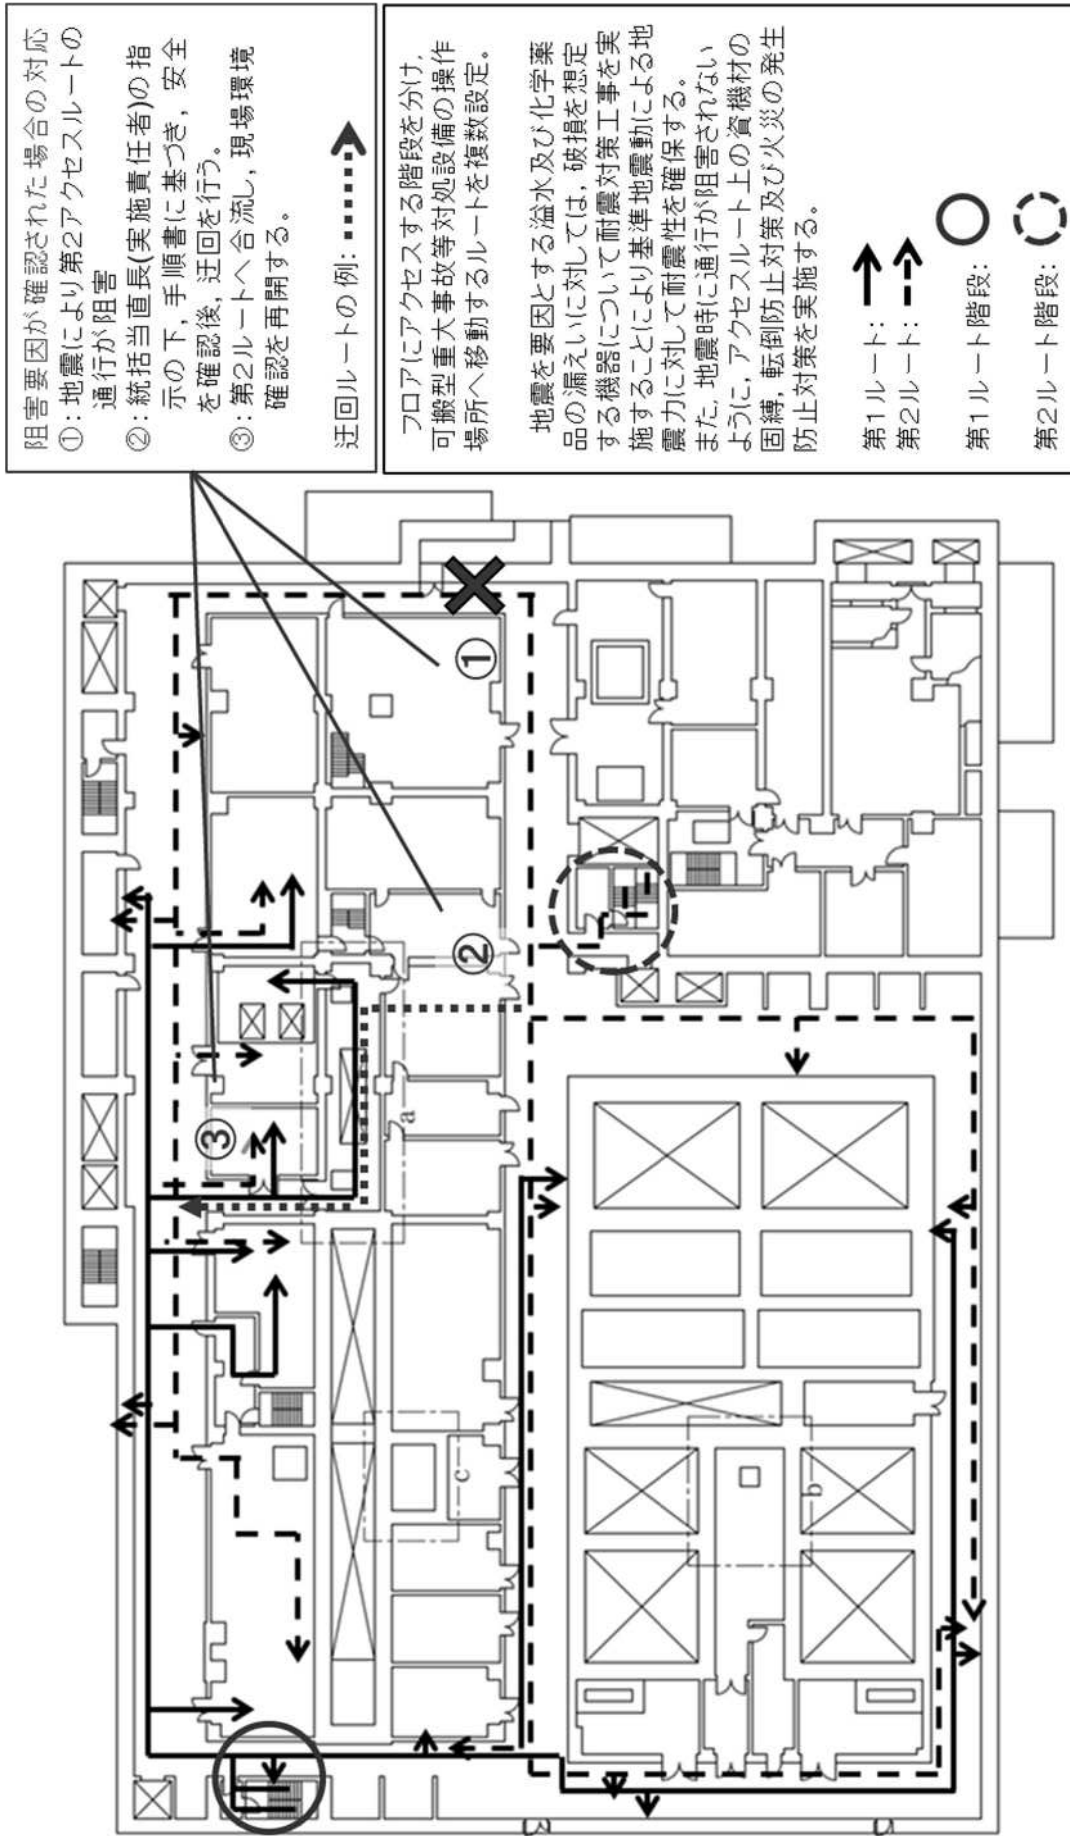 阻害要因が確認された場合の対応
①：地震により第2アクセスルートの
通行が阻害
②：統括当直長(実施責任者)の指
示の下，手順書に基づき，安全
を確認後，迂回を行う。
③：第2ルートへ合流し，現場環境
確認を再開する。
迂回ルートの例：
フロアにアクセスする階段を分け，
可搬型重大事故等対処設備の操作
場所へ移動するルートを複数設定。
地震を要因とする溢水及び化学薬
品の漏えいに対しては，破損を想定
する機器について耐震対策工事を実
施することにより基準地震動による地
震力に対して耐震性を確保する。
また，地震時に通行が阻害されない
ように，アクセスルート上の資機材の
固縛，転倒防止対策及び火災の発生
防止対策を実施する。
第1ルート：
第2ルート：
第1ルート階段：
第2ルート階段：
①
②
③
a
c
b